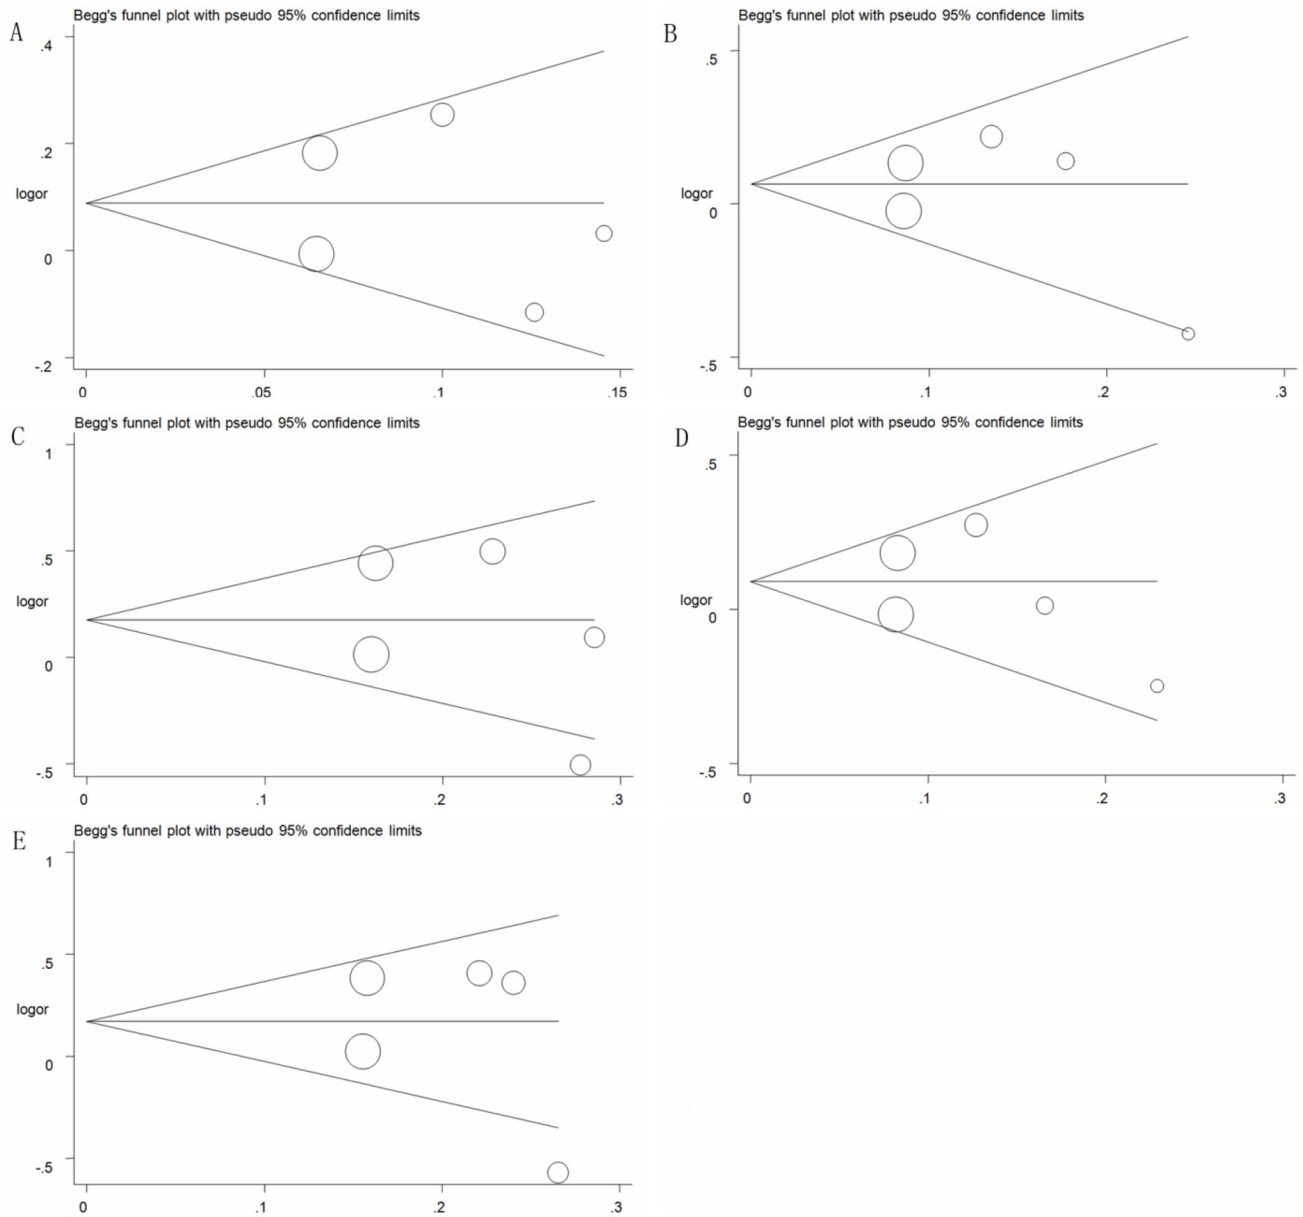 A
Begg's funnel plot with pseudo 95% confidence limits
.4
.2
logor
0
-.2
0 .05 .1 .15
B
Begg's funnel plot with pseudo 95% confidence limits
.5
logor
0
-.5
0 .1 .2 .3
C
Begg's funnel plot with pseudo 95% confidence limits
1
.5
logor
0
-.5
0 .1 .2 .3
D
Begg's funnel plot with pseudo 95% confidence limits
.5
logor
0
-.5
0 .1 .2 .3
E
Begg's funnel plot with pseudo 95% confidence limits
1
.5
logor
0
-.5
0 .1 .2 .3